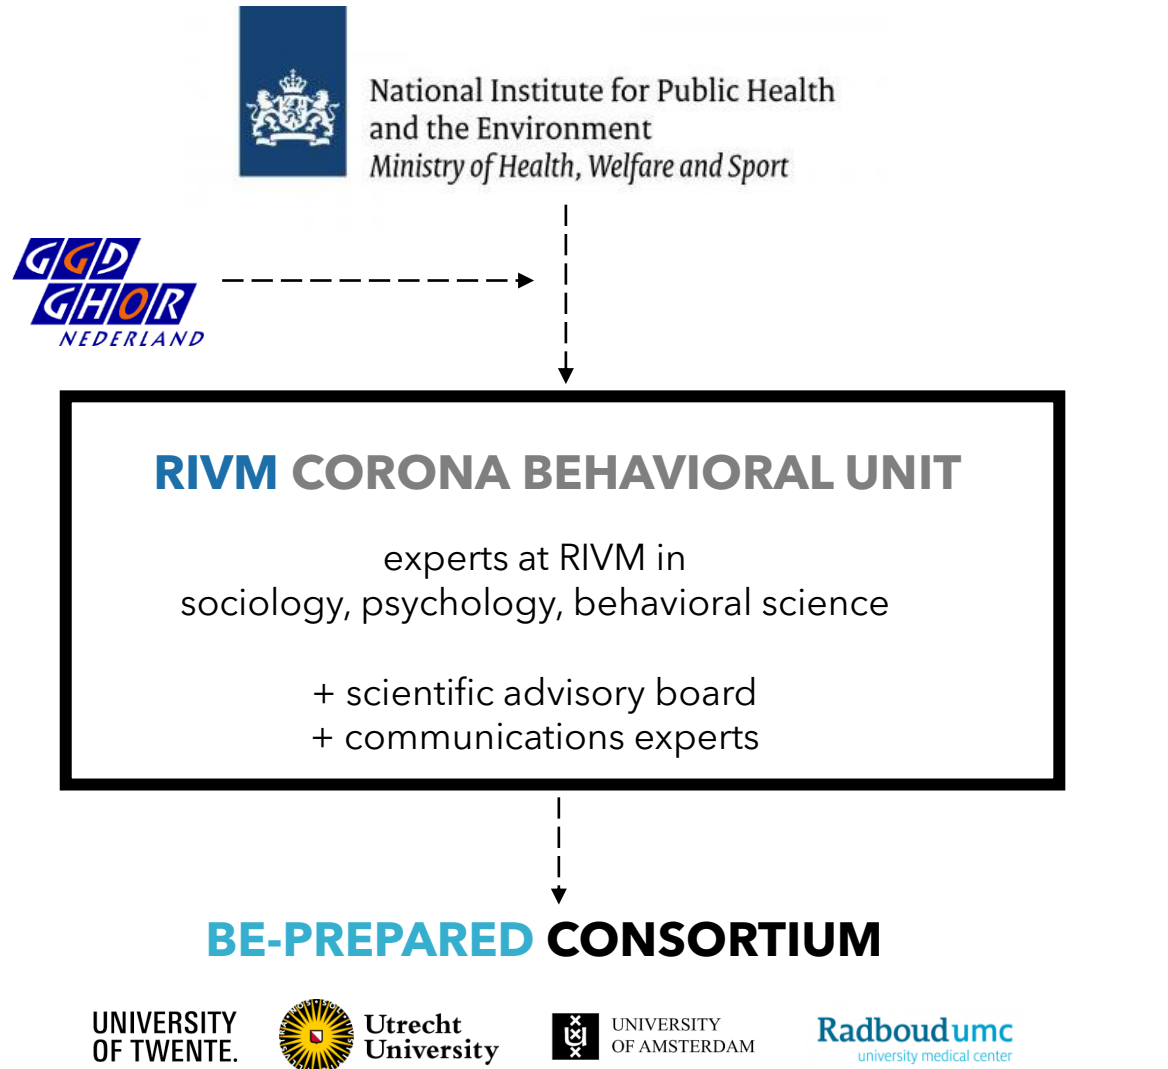 National Institute for Public Health
and the Environment
Ministry of Health, Welfare and Sport
GGD
GHOR
NEDERLAND
RIVM CORONA BEHAVIORAL UNIT
experts at RIVM in
sociology, psychology, behavioral science
+ scientific advisory board
+ communications experts
BE-PREPARED CONSORTIUM
UNIVERSITY
OF TWENTE.
Utrecht
University
UNIVERSITY
OF AMSTERDAM
Radboudumc
university medical center